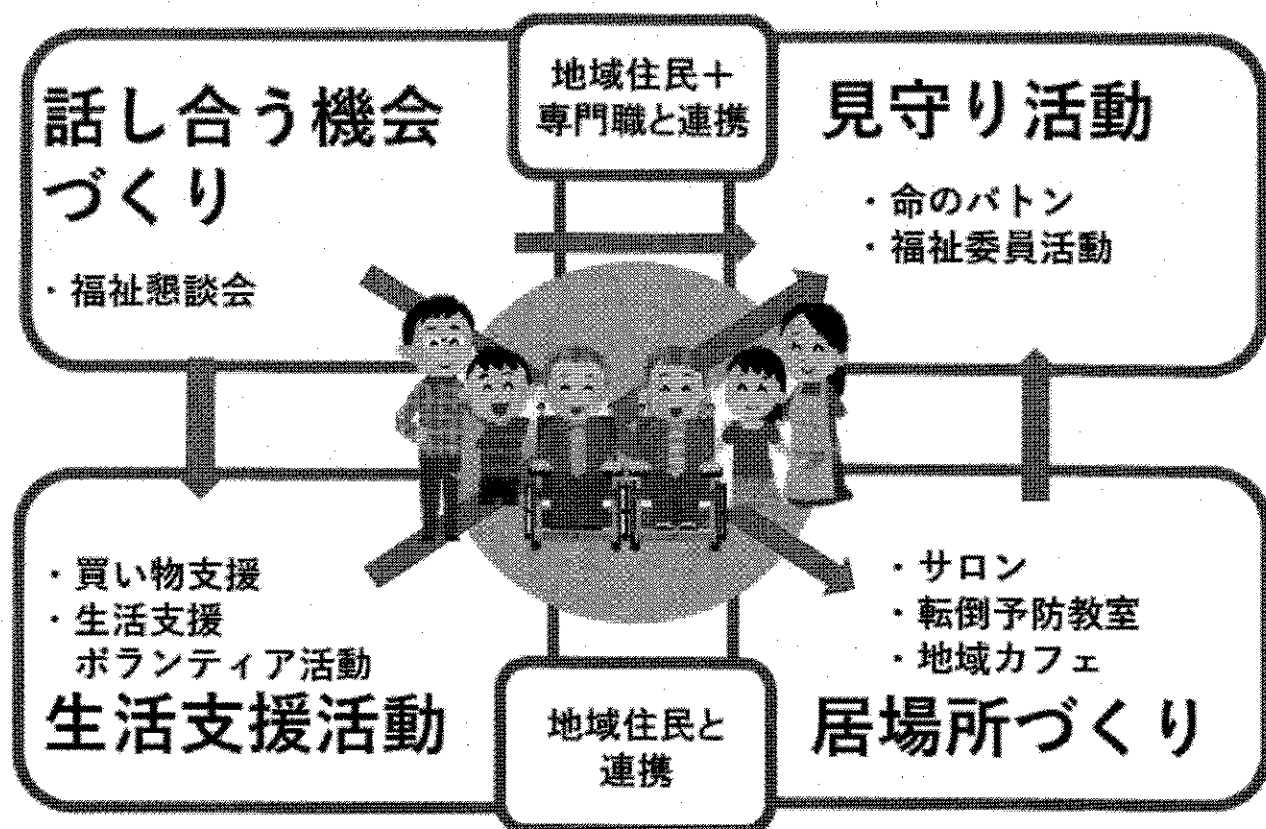 話し合う機会
づくり
・福祉懇談会
地域住民＋
専門職と連携
見守り活動
・命のバトン
・福祉委員活動
・買い物支援
・生活支援
ボランティア活動
生活支援活動
地域住民と
連携
・サロン
・転倒予防教室
・地域カフェ
居場所づくり